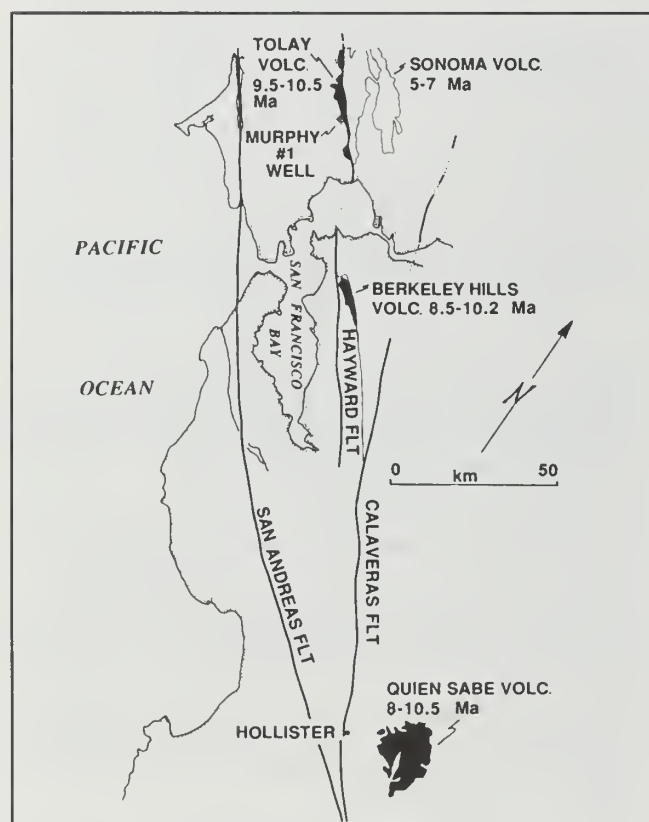 TOLAY
VOLC.
9.5-10.5
Ma
SONOMA VOLC.
5-7 Ma
MURPHY
#1
WELL
PACIFIC
OCEAN
SAN FRANCISCO
BAY
BERKELEY HILLS
VOLC. 8.5-10.2 Ma
HAYWARD FLT
N
0 50
km
SAN ANDREAS FLT
CALAVERAS FLT
QUIEN SABE VOLC.
8-10.5 Ma
HOLLISTER